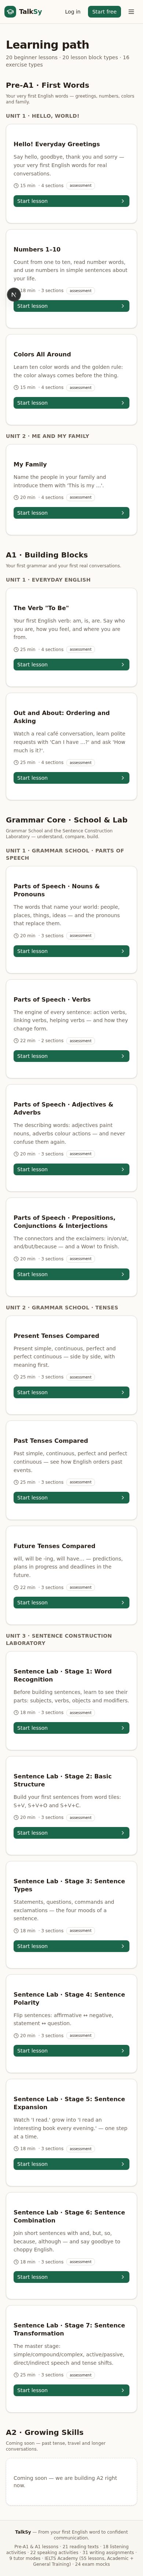 TalkSy
Log in
Start free
Learning path
20 beginner lessons · 20 lesson block types · 16
exercise types
Pre-A1 · First Words
Your very first English words — greetings, numbers, colors
and family.
UNIT 1 · HELLO, WORLD!
Hello! Everyday Greetings
Say hello, goodbye, thank you and sorry —
your very first English words for real
conversations.
15 min · 4 sections assessment
Start lesson
Numbers 1–10
Count from one to ten, read number words,
and use numbers in simple sentences about
your life.
18 min · 3 sections assessment
Start lesson
Colors All Around
Learn ten color words and the golden rule:
the color always comes before the thing.
15 min · 4 sections assessment
Start lesson
UNIT 2 · ME AND MY FAMILY
My Family
Name the people in your family and
introduce them with 'This is my …'.
20 min · 4 sections assessment
Start lesson
A1 · Building Blocks
Your first grammar and your first real conversations.
UNIT 1 · EVERYDAY ENGLISH
The Verb "To Be"
Your first English verb: am, is, are. Say who
you are, how you feel, and where you are
from.
25 min · 4 sections assessment
Start lesson
Out and About: Ordering and
Asking
Watch a real café conversation, learn polite
requests with 'Can I have …?' and ask 'How
much is it?'.
25 min · 4 sections assessment
Start lesson
Grammar Core · School & Lab
Grammar School and the Sentence Construction
Laboratory — understand, compare, build.
UNIT 1 · GRAMMAR SCHOOL · PARTS OF
SPEECH
Parts of Speech · Nouns &
Pronouns
The words that name your world: people,
places, things, ideas — and the pronouns
that replace them.
20 min · 3 sections assessment
Start lesson
Parts of Speech · Verbs
The engine of every sentence: action verbs,
linking verbs, helping verbs — and how they
change form.
22 min · 2 sections assessment
Start lesson
Parts of Speech · Adjectives &
Adverbs
The describing words: adjectives paint
nouns, adverbs colour actions — and never
confuse them again.
20 min · 3 sections assessment
Start lesson
Parts of Speech · Prepositions,
Conjunctions & Interjections
The connectors and the exclaimers: in/on/at,
and/but/because — and a Wow! to finish.
20 min · 3 sections assessment
Start lesson
UNIT 2 · GRAMMAR SCHOOL · TENSES
Present Tenses Compared
Present simple, continuous, perfect and
perfect continuous — side by side, with
meaning first.
25 min · 3 sections assessment
Start lesson
Past Tenses Compared
Past simple, continuous, perfect and perfect
continuous — see how English orders past
events.
25 min · 3 sections assessment
Start lesson
Future Tenses Compared
will, will be -ing, will have… — predictions,
plans in progress and deadlines in the
future.
22 min · 3 sections assessment
Start lesson
UNIT 3 · SENTENCE CONSTRUCTION
LABORATORY
Sentence Lab · Stage 1: Word
Recognition
Before building sentences, learn to see their
parts: subjects, verbs, objects and modifiers.
18 min · 3 sections assessment
Start lesson
Sentence Lab · Stage 2: Basic
Structure
Build your first sentences from word tiles:
S+V, S+V+O and S+V+C.
20 min · 3 sections assessment
Start lesson
Sentence Lab · Stage 3: Sentence
Types
Statements, questions, commands and
exclamations — the four moods of a
sentence.
18 min · 3 sections assessment
Start lesson
Sentence Lab · Stage 4: Sentence
Polarity
Flip sentences: affirmative ↔ negative,
statement ↔ question.
20 min · 3 sections assessment
Start lesson
Sentence Lab · Stage 5: Sentence
Expansion
Watch 'I read.' grow into 'I read an
interesting book every evening.' — one step
at a time.
18 min · 3 sections assessment
Start lesson
Sentence Lab · Stage 6: Sentence
Combination
Join short sentences with and, but, so,
because, although — and say goodbye to
choppy English.
18 min · 3 sections assessment
Start lesson
Sentence Lab · Stage 7: Sentence
Transformation
The master stage:
simple/compound/complex, active/passive,
direct/indirect speech and tense shifts.
25 min · 3 sections assessment
Start lesson
A2 · Growing Skills
Coming soon — past tense, travel and longer
conversations.
Coming soon — we are building A2 right
now.
TalkSy — From your first English word to confident
communication.
Pre-A1 & A1 lessons · 21 reading texts · 18 listening
activities · 22 speaking activities · 31 writing assignments ·
9 tutor modes · IELTS Academy (55 lessons, Academic +
General Training) · 24 exam mocks